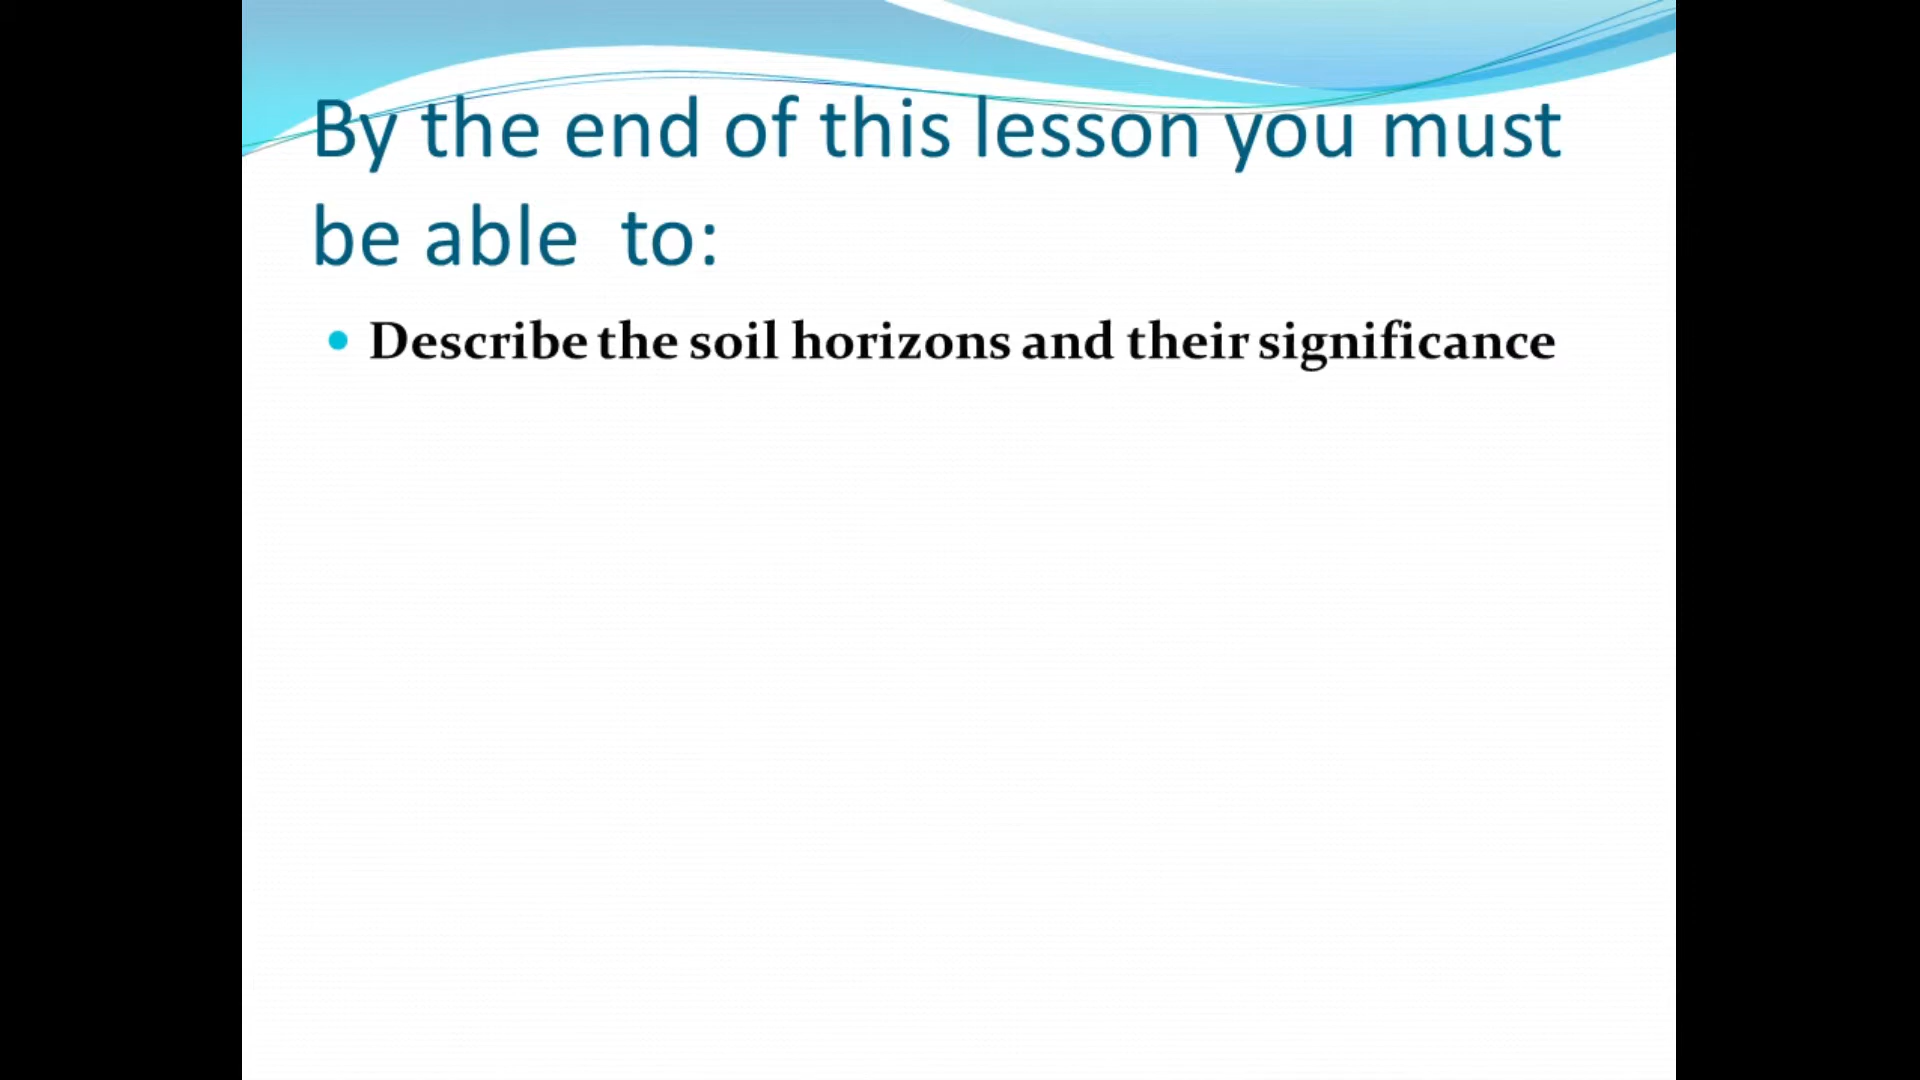 By the end of this lesson you must
be able  to:
• Describe the soil horizons and their significance